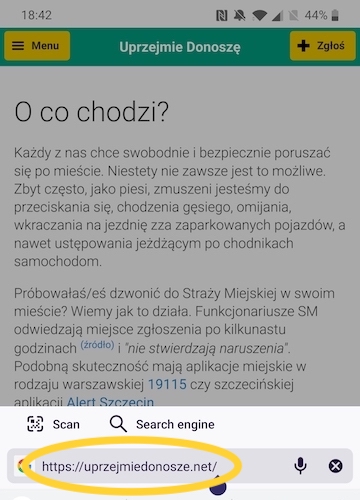 18:42
44%
Menu
Uprzejmie Donoszę
Zgłoś
O co chodzi?
Każdy z nas chce swobodnie i bezpiecznie poruszać
się po mieście. Niestety nie zawsze jest to możliwe.
Zbyt często, jako piesi, zmuszeni jesteśmy do
przeciskania się, chodzenia gęsiego, omijania,
wkraczania na jezdnię zza zaparkowanych pojazdów, a
nawet ustępowania jeżdżącym po chodnikach
samochodom.
Próbowałaś/eś dzwonić do Straży Miejskiej w swoim
mieście? Wiemy jak to działa. Funkcjonariusze SM
odwiedzają miejsce zgłoszenia po kilkunastu
godzinach (źródło) i "nie stwierdzają naruszenia".
Podobną skuteczność mają aplikacje miejskie w
rodzaju warszawskiej 19115 czy szczecińskiej
aplikacji Alert Szczecin
Scan
Search engine
https://uprzejmiedonosze.net/